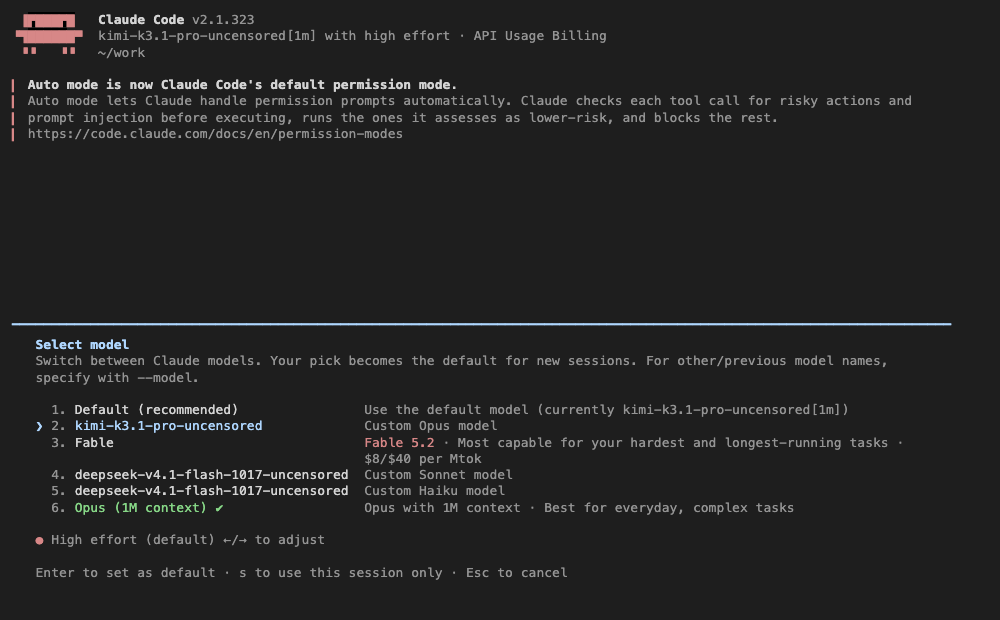 Claude Code v2.1.323
kimi-k3.1-pro-uncensored[1m] with high effort · API Usage Billing
~/work
Auto mode is now Claude Code's default permission mode.
Auto mode lets Claude handle permission prompts automatically. Claude checks each tool call for risky actions and
prompt injection before executing, runs the ones it assesses as lower-risk, and blocks the rest.
https://code.claude.com/docs/en/permission-modes
Select model
Switch between Claude models. Your pick becomes the default for new sessions. For other/previous model names,
specify with --model.
1. Default (recommended) Use the default model (currently kimi-k3.1-pro-uncensored[1m])
❯ 2. kimi-k3.1-pro-uncensored Custom Opus model
3. Fable Fable 5.2 · Most capable for your hardest and longest-running tasks ·
$8/$40 per Mtok
4. deepseek-v4.1-flash-1017-uncensored Custom Sonnet model
5. deepseek-v4.1-flash-1017-uncensored Custom Haiku model
6. Opus (1M context) ✔ Opus with 1M context · Best for everyday, complex tasks
● High effort (default) ←/→ to adjust
Enter to set as default · s to use this session only · Esc to cancel